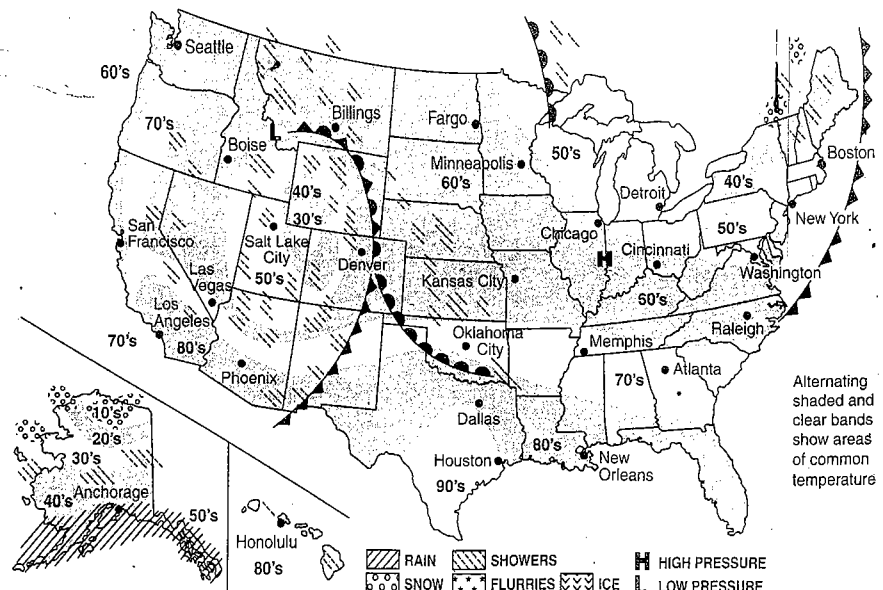 Seattle
60's
70's
Billings
Fargo
L
Boise
Minneapolis
60's
50's
Boston
Detroit
40's
40's
30's
50's
New York
San
Francisco
Salt Lake
City
50's
Chicago
H
Cincinnati
Denver
Washington
Las
Vegas
Kansas City
60's
Los
Angeles
70's
80's
Oklahoma
City
Memphis
Raleigh
Phoenix
70's
Atlanta
Dallas
Alternating
shaded and
clear bands
show areas
of common
temperature
10's
20's
30's
80's
Houston
New
Orleans
90's
Anchorage
40's
50's
Honolulu
80's
RAIN
SHOWERS
H HIGH PRESSURE
SNOW
FLURRIES
ICE
L LOW PRESSURE